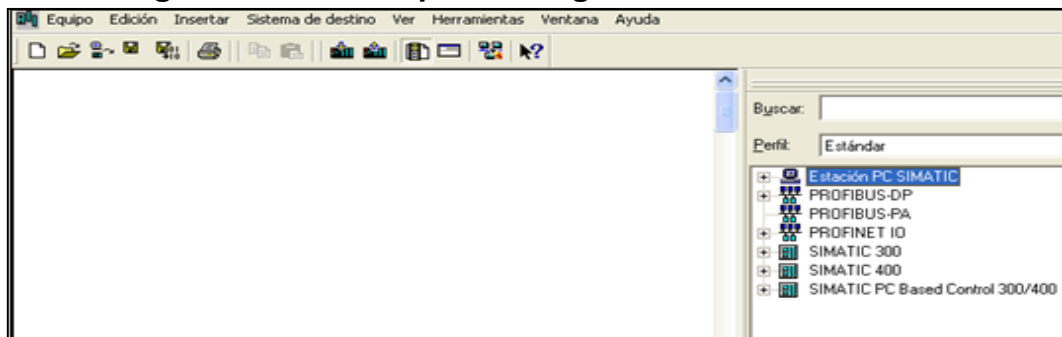 Equipo Edición Insertar Sistema de destino Ver Herramientas Ventana Ayuda
Buscar:
Perfil: Estándar
Estación PC SIMATIC
PROFIBUS-DP
PROFIBUS-PA
PROFINET IO
SIMATIC 300
SIMATIC 400
SIMATIC PC Based Control 300/400